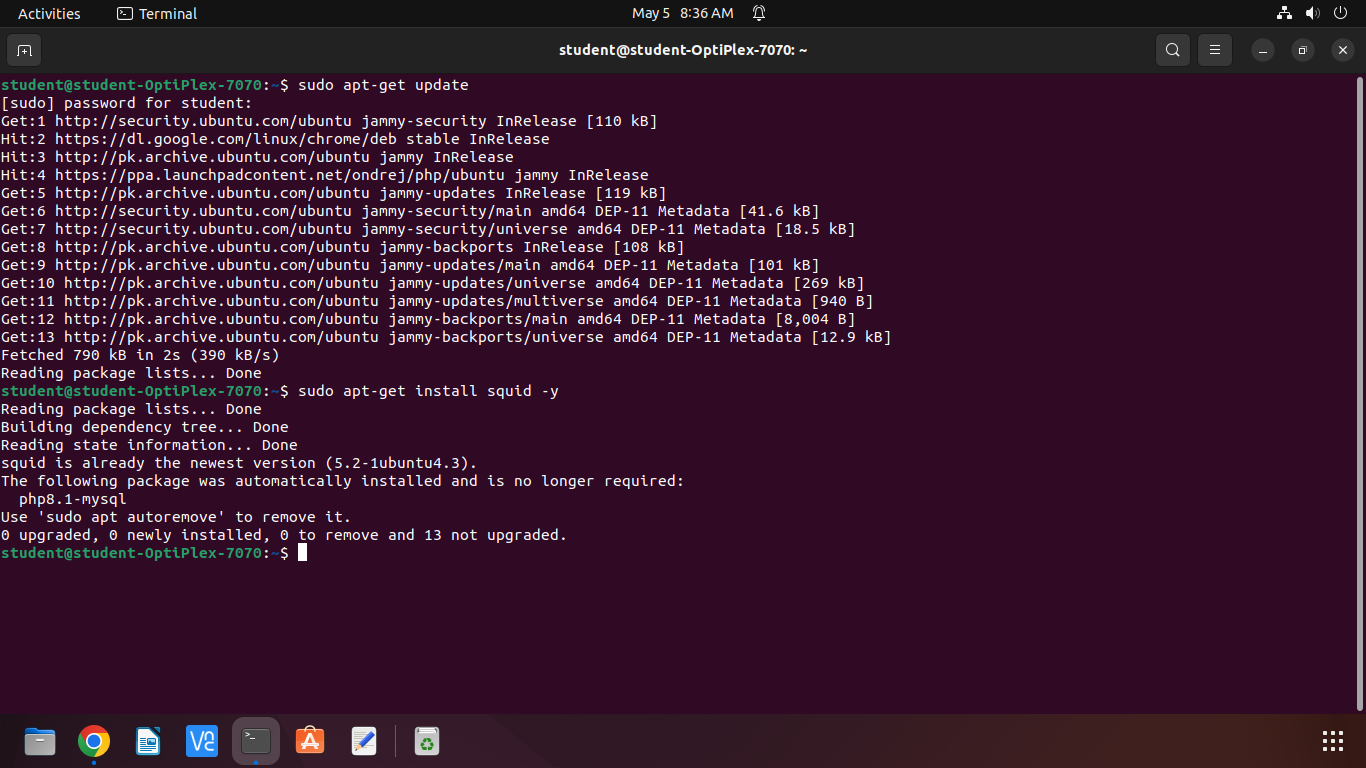 Activities Terminal May 5 8:36 AM
student@student-OptiPlex-7070: ~
student@student-OptiPlex-7070:~$ sudo apt-get update
[sudo] password for student:
Get:1 http://security.ubuntu.com/ubuntu jammy-security InRelease [110 kB]
Hit:2 https://dl.google.com/linux/chrome/deb stable InRelease
Hit:3 http://pk.archive.ubuntu.com/ubuntu jammy InRelease
Hit:4 https://ppa.launchpadcontent.net/ondrej/php/ubuntu jammy InRelease
Get:5 http://pk.archive.ubuntu.com/ubuntu jammy-updates InRelease [119 kB]
Get:6 http://security.ubuntu.com/ubuntu jammy-security/main amd64 DEP-11 Metadata [41.6 kB]
Get:7 http://security.ubuntu.com/ubuntu jammy-security/universe amd64 DEP-11 Metadata [18.5 kB]
Get:8 http://pk.archive.ubuntu.com/ubuntu jammy-backports InRelease [108 kB]
Get:9 http://pk.archive.ubuntu.com/ubuntu jammy-updates/main amd64 DEP-11 Metadata [101 kB]
Get:10 http://pk.archive.ubuntu.com/ubuntu jammy-updates/universe amd64 DEP-11 Metadata [269 kB]
Get:11 http://pk.archive.ubuntu.com/ubuntu jammy-updates/multiverse amd64 DEP-11 Metadata [940 B]
Get:12 http://pk.archive.ubuntu.com/ubuntu jammy-backports/main amd64 DEP-11 Metadata [8,004 B]
Get:13 http://pk.archive.ubuntu.com/ubuntu jammy-backports/universe amd64 DEP-11 Metadata [12.9 kB]
Fetched 790 kB in 2s (390 kB/s)
Reading package lists... Done
student@student-OptiPlex-7070:~$ sudo apt-get install squid -y
Reading package lists... Done
Building dependency tree... Done
Reading state information... Done
squid is already the newest version (5.2-1ubuntu4.3).
The following package was automatically installed and is no longer required:
  php8.1-mysql
Use 'sudo apt autoremove' to remove it.
0 upgraded, 0 newly installed, 0 to remove and 13 not upgraded.
student@student-OptiPlex-7070:~$